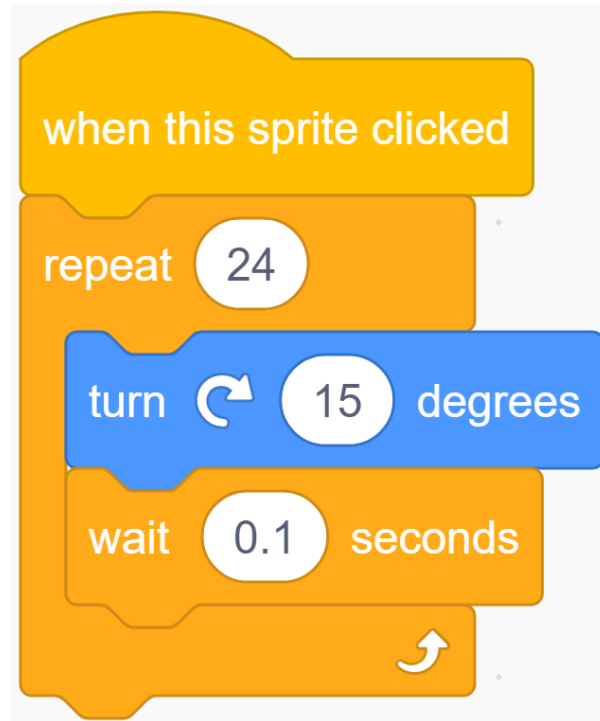 when this sprite clicked
repeat 24
turn 15 degrees
wait 0.1 seconds